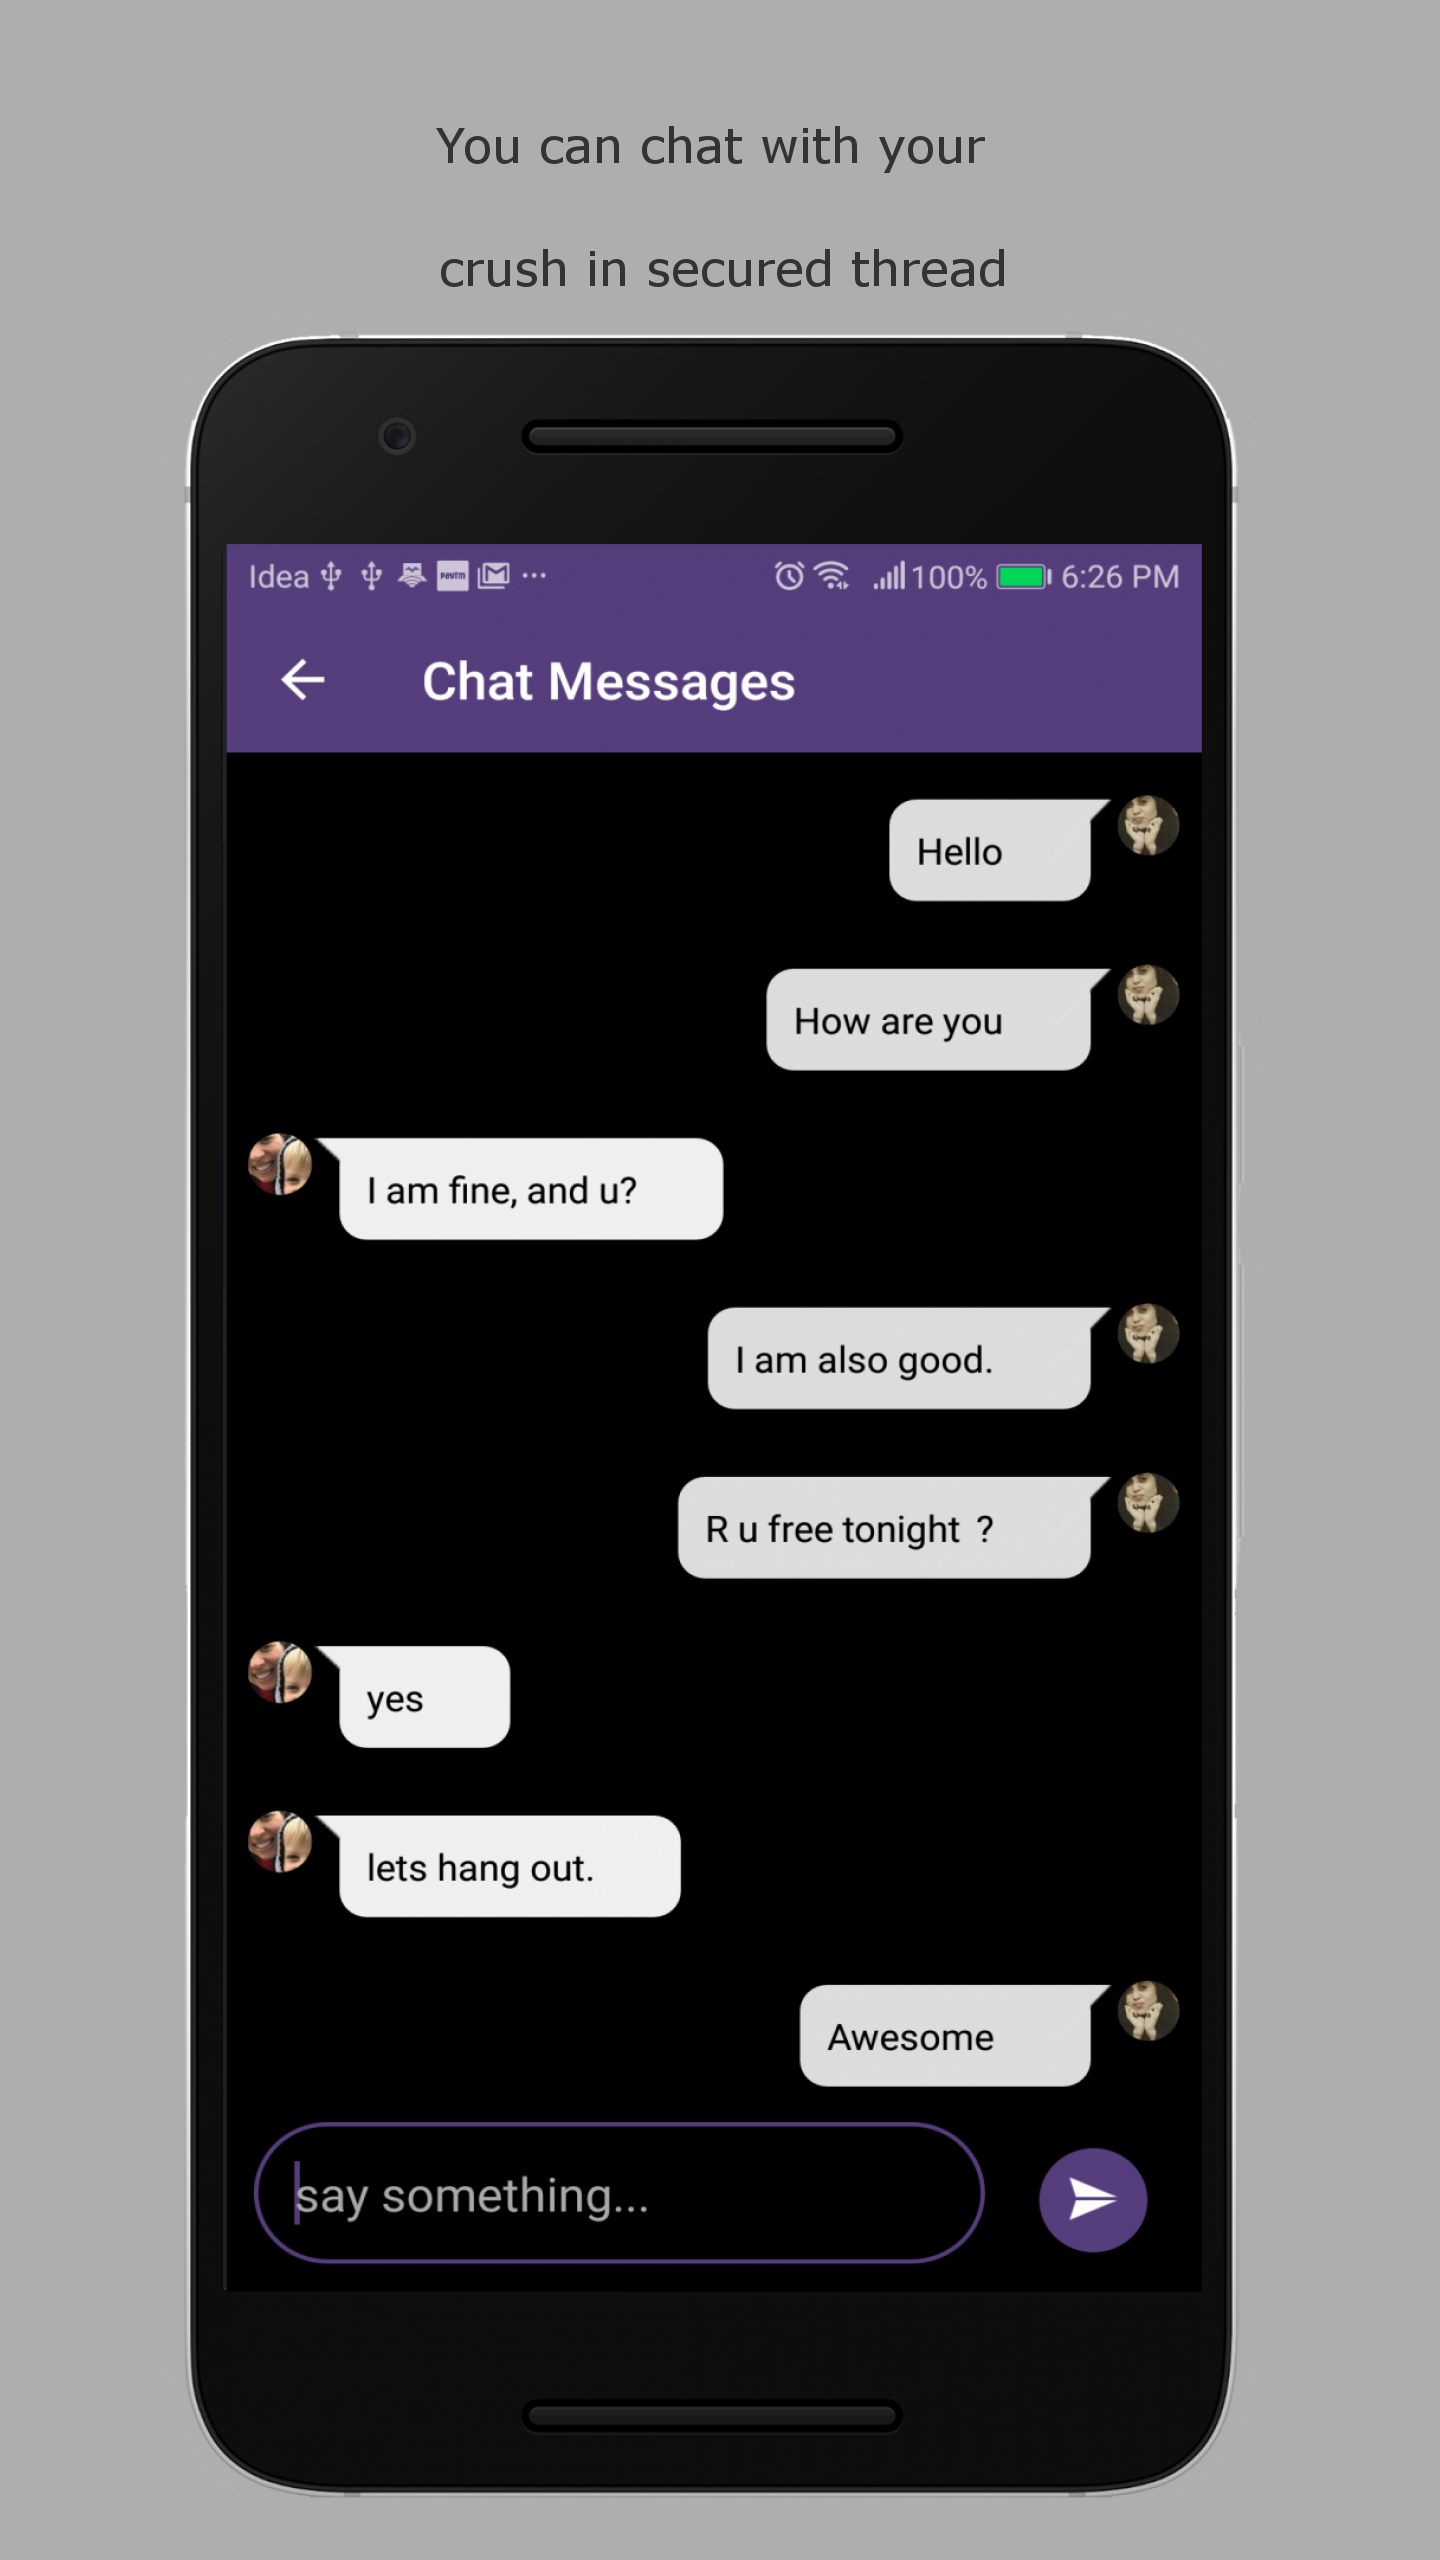 You can chat with your
crush in secured thread
Idea Paytm ... 100% 6:26 PM
Chat Messages
Hello
How are you
I am fine, and u?
I am also good.
R u free tonight ?
yes
lets hang out.
Awesome
say something...